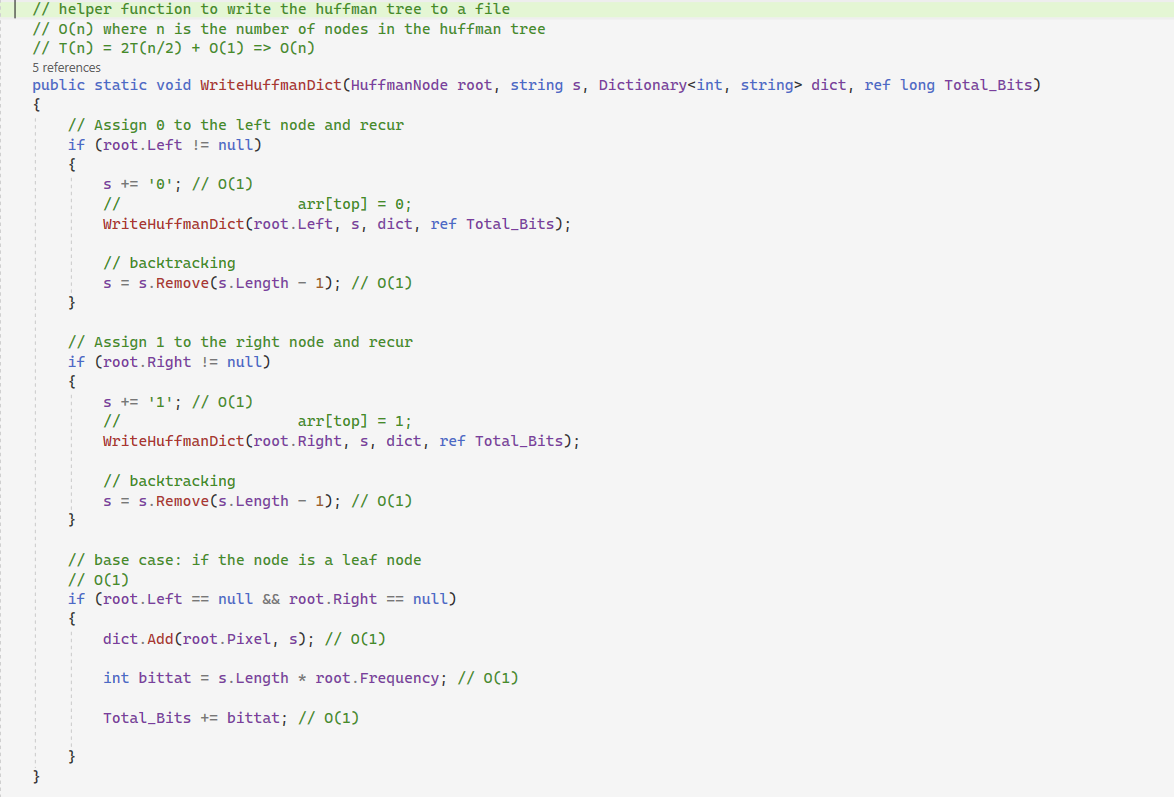 // helper function to write the huffman tree to a file
// O(n) where n is the number of nodes in the huffman tree
// T(n) = 2T(n/2) + O(1) => O(n)
5 references
public static void WriteHuffmanDict(HuffmanNode root, string s, Dictionary<int, string> dict, ref long Total_Bits)
{
    // Assign 0 to the left node and recur
    if (root.Left != null)
    {
        s += '0'; // O(1)
        //                    arr[top] = 0;
        WriteHuffmanDict(root.Left, s, dict, ref Total_Bits);

        // backtracking
        s = s.Remove(s.Length - 1); // O(1)
    }

    // Assign 1 to the right node and recur
    if (root.Right != null)
    {
        s += '1'; // O(1)
        //                    arr[top] = 1;
        WriteHuffmanDict(root.Right, s, dict, ref Total_Bits);

        // backtracking
        s = s.Remove(s.Length - 1); // O(1)
    }

    // base case: if the node is a leaf node
    // O(1)
    if (root.Left == null && root.Right == null)
    {
        dict.Add(root.Pixel, s); // O(1)

        int bittat = s.Length * root.Frequency; // O(1)

        Total_Bits += bittat; // O(1)

    }
}